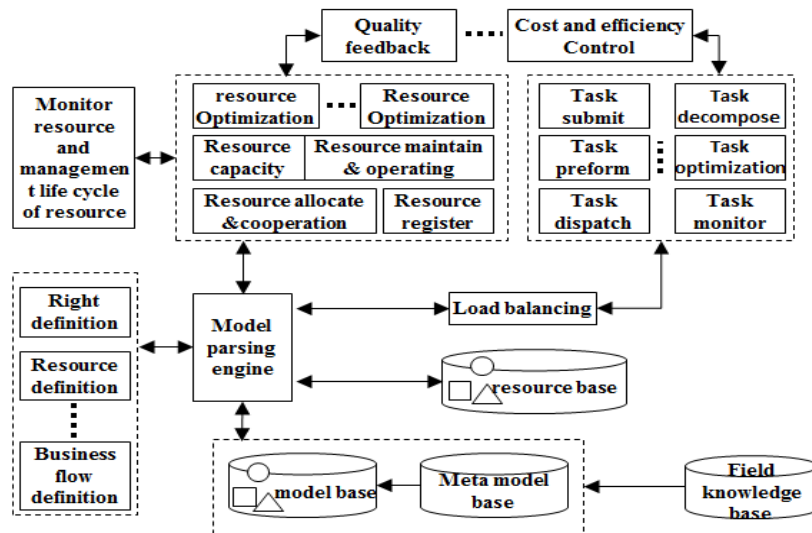 Quality
feedback
Cost and efficiency
Control
Monitor
resource
and
managemen
t life cycle
of resource
resource
Optimization
Resource
Optimization
Resource
capacity
Resource maintain
& operating
Resource allocate
&cooperation
Resource
register
Task
submit
Task
decompose
Task
preform
Task
optimization
Task
dispatch
Task
monitor
Right
definition
Resource
definition
Business
flow
definition
Model
parsing
engine
Load balancing
resource base
model base
Meta model
base
Field
knowledge
base